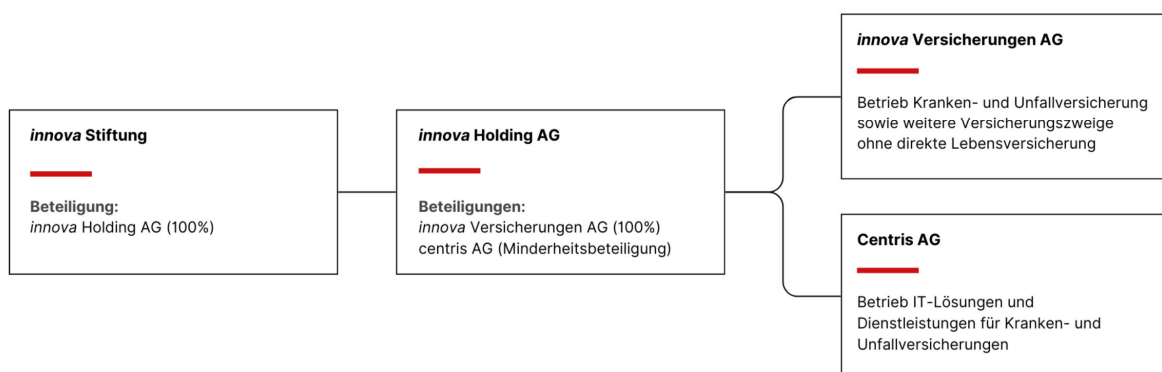 innova Stiftung
Beteiligung:
innova Holding AG (100%)
innova Holding AG
Beteiligungen:
innova Versicherungen AG (100%)
centris AG (Minderheitsbeteiligung)
innova Versicherungen AG
Betrieb Kranken- und Unfallversicherung
sowie weitere Versicherungszweige
ohne direkte Lebensversicherung
Centris AG
Betrieb IT-Lösungen und
Dienstleistungen für Kranken- und
Unfallversicherungen